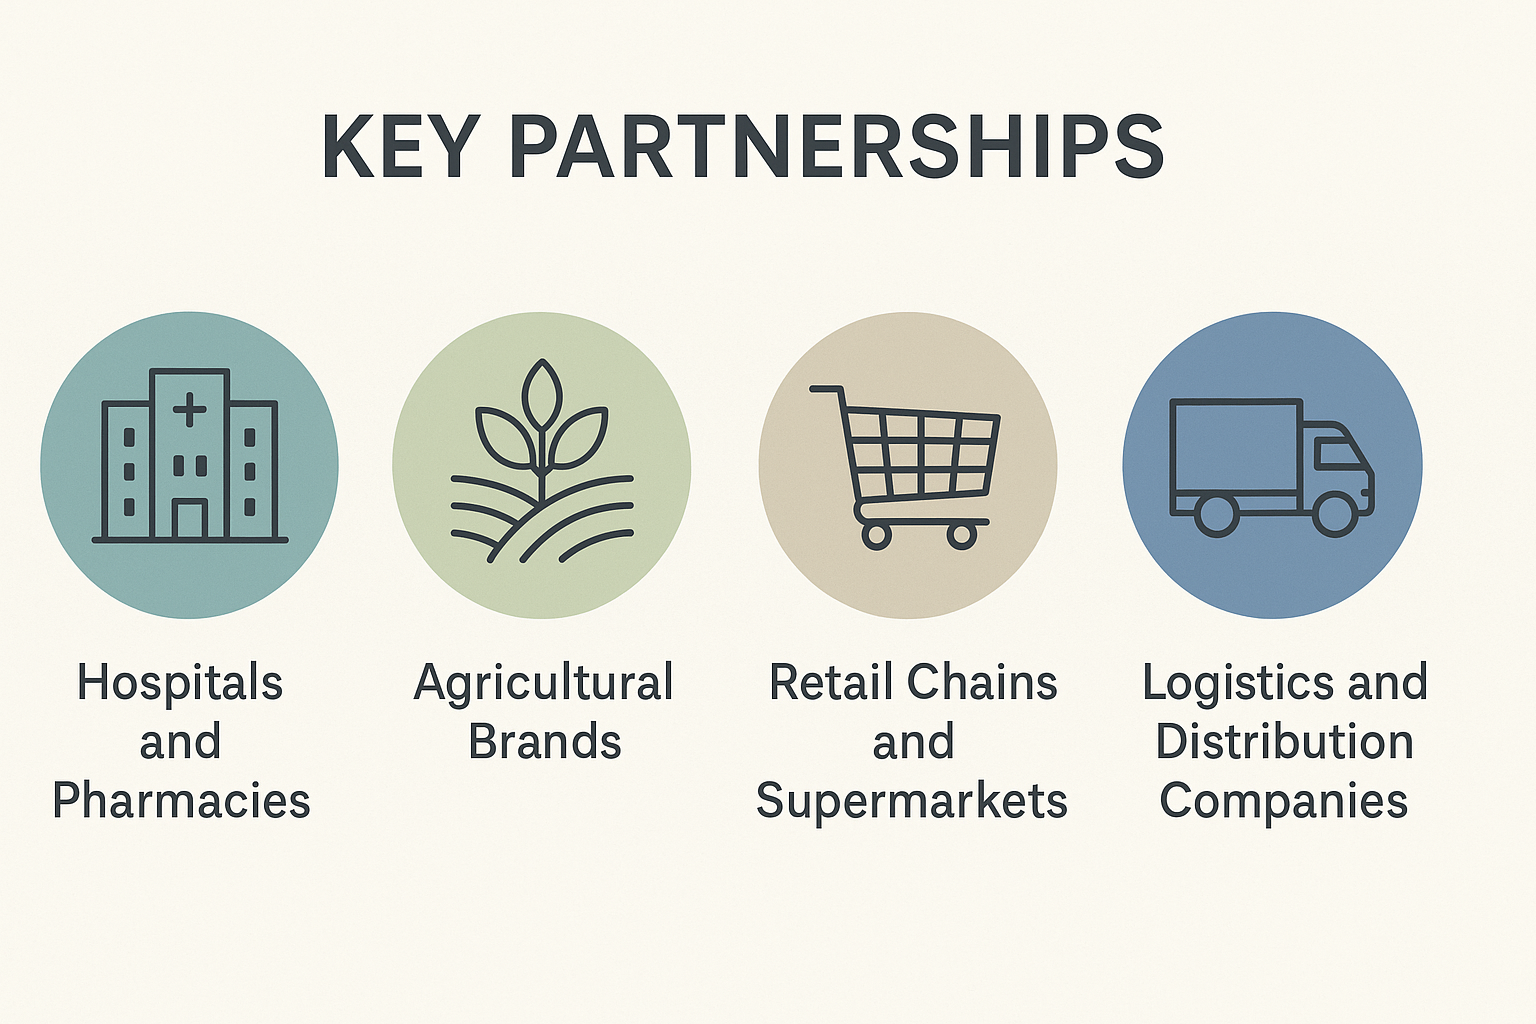 KEY PARTNERSHIPS
Hospitals
and
Pharmacies
Agricultural
Brands
Retail Chains
and
Supermarkets
Logistics and
Distribution
Companies